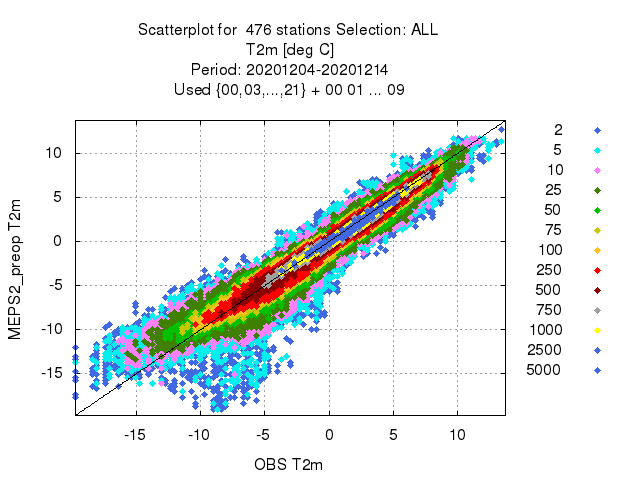 Scatterplot for  476 stations Selection: ALL
T2m [deg C]
Period: 20201204-20201214
Used {00,03,...,21} + 00 01 ... 09
MEPS2_preop T2m
10
5
0
-5
-10
-15
-15 -10 -5 0 5 10
OBS T2m
2
5
10
25
50
75
100
250
500
750
1000
2500
5000